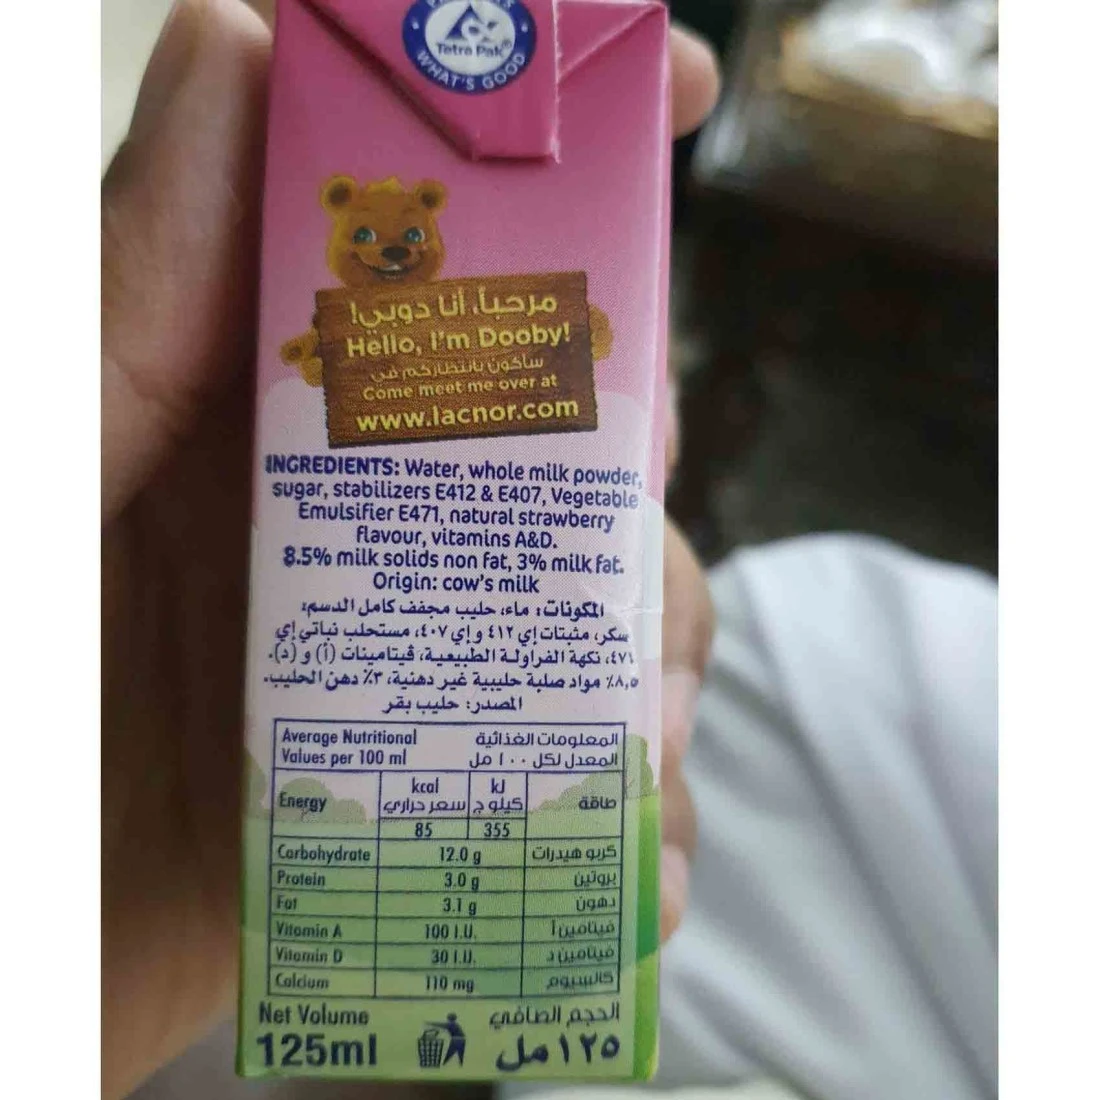 PROTECTS
Tetra Pak®
WHAT'S GOOD
مرحباً، أنا دوبي!
Hello, I'm Dooby!
سأكون بانتظاركم في
Come meet me over at
www.lacnor.com
INGREDIENTS: Water, whole milk powder,
sugar, stabilizers E412 & E407, Vegetable
Emulsifier E471, natural strawberry
flavour, vitamins A&D.
8.5% milk solids non fat, 3% milk fat.
Origin: cow's milk
المكونات: ماء، حليب مجفف كامل الدسم،
سكر، مثبتات إي ٤١٢ و إي ٤٠٧، مستحلب نباتي إي
٤٧١، نكهة الفراولة الطبيعية، ڤيتامينات (أ) و (د).
٨,٥٪ مواد صلبة حليبية غير دهنية، ٣٪ دهن الحليب.
المصدر: حليب بقر
Average Nutritional المعلومات الغذائية
Values per 100 ml المعدل لكل ١٠٠ مل
kcal kJ
Energy سعر حراري كيلو ج طاقة
85 355
Carbohydrate 12.0 g كربو هيدرات
Protein 3.0 g بروتين
Fat 3.1 g دهون
Vitamin A 100 I.U. فيتامين أ
Vitamin D 30 I.U. فيتامين د
Calcium 110 mg كالسيوم
Net Volume الحجم الصافي
125ml ١٢٥ مل